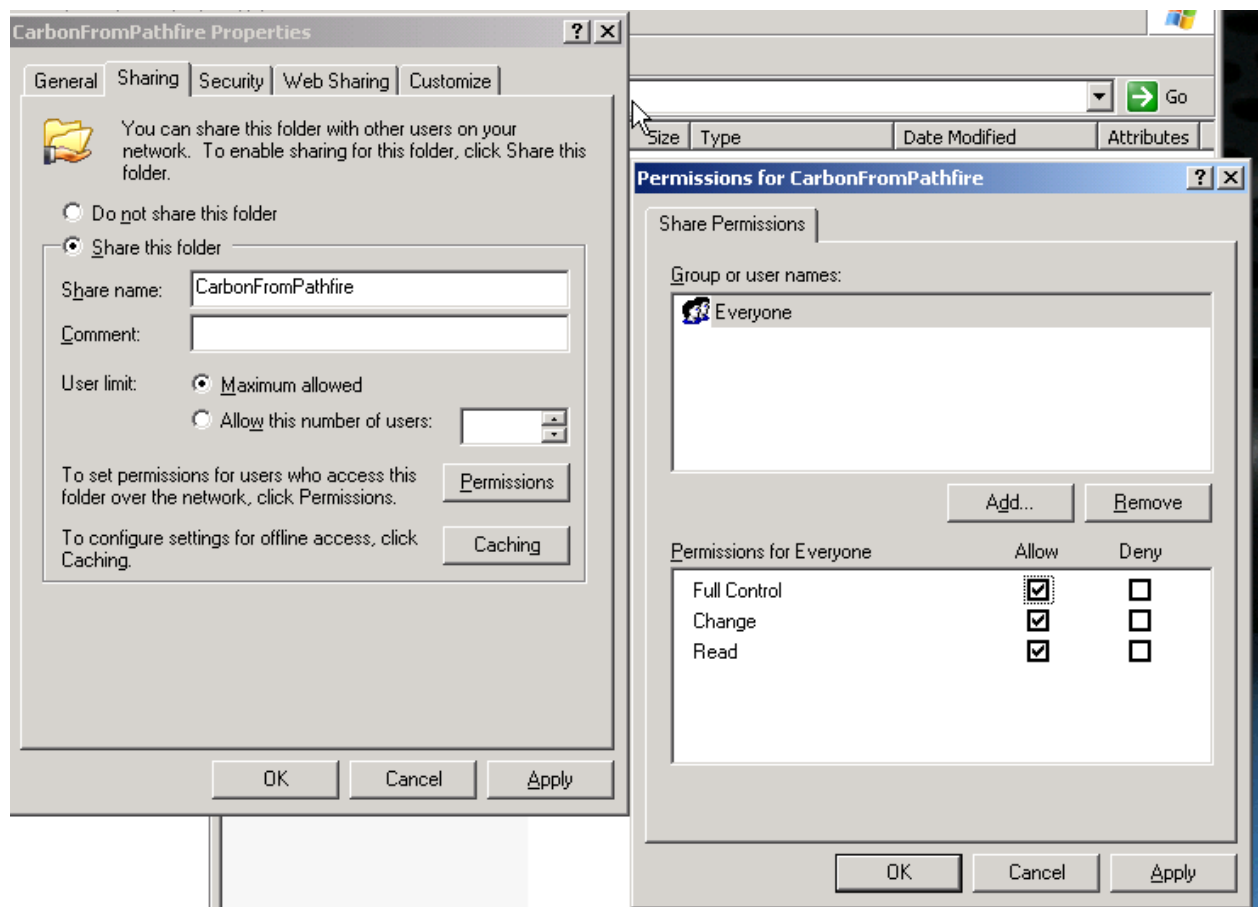 CarbonFromPathfire Properties
General Sharing Security Web Sharing Customize
You can share this folder with other users on your
network. To enable sharing for this folder, click Share this
folder.
Do not share this folder
Share this folder
Share name: CarbonFromPathfire
Comment:
User limit: Maximum allowed
Allow this number of users:
To set permissions for users who access this
folder over the network, click Permissions.
Permissions
To configure settings for offline access, click
Caching.
Caching
OK Cancel Apply
Go
Size Type Date Modified Attributes
Permissions for CarbonFromPathfire
Share Permissions
Group or user names:
Everyone
Add... Remove
Permissions for Everyone Allow Deny
Full Control
Change
Read
OK Cancel Apply